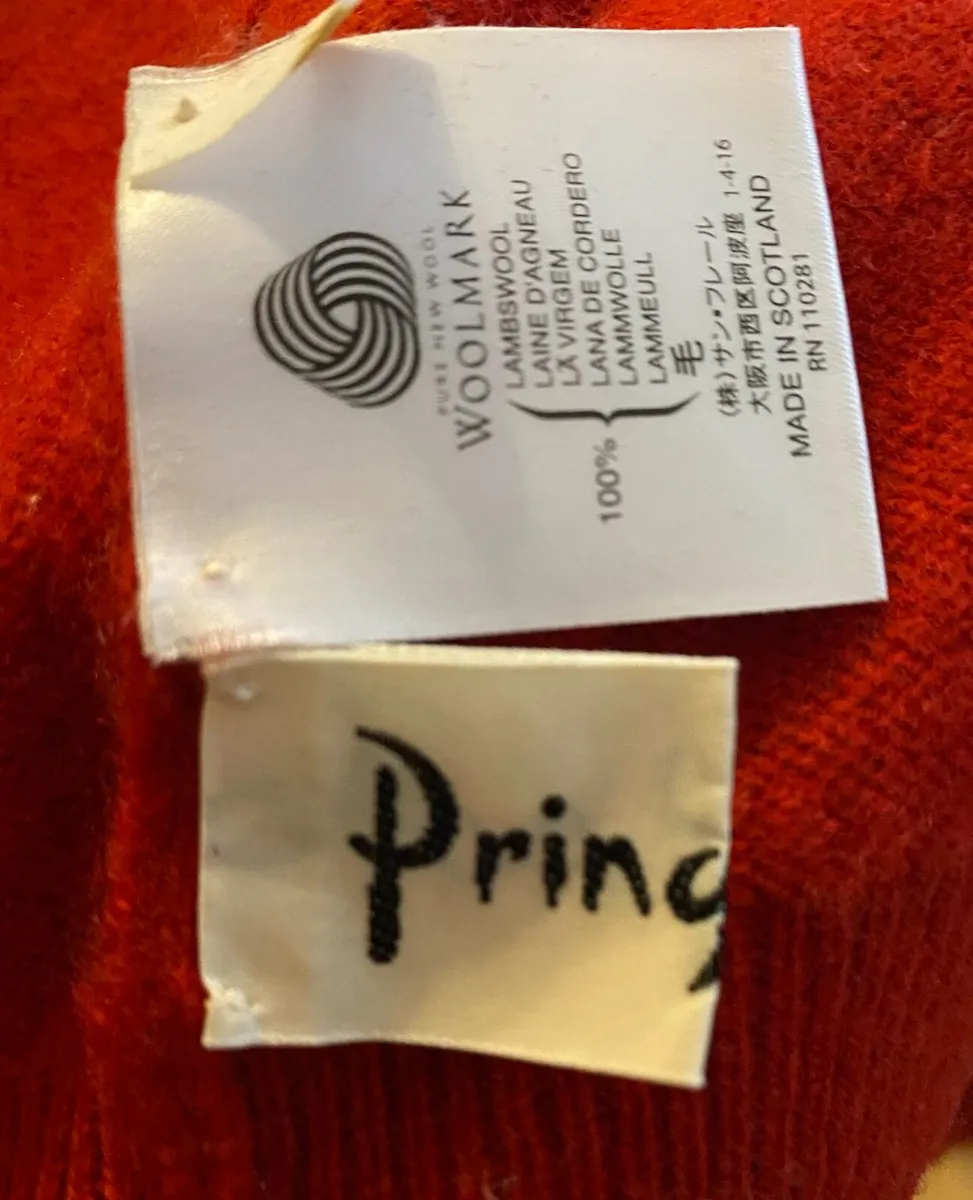 PURE NEW WOOL
WOOLMARK
LAMBSWOOL
LAINE D'AGNEAU
LÃ VIRGEM
LANA DE CORDERO
100%
LAMMWOLLE
LAMMEULL
毛
(株)サン・フレール
大阪市西区阿波座 1-4-16
MADE IN SCOTLAND
RN 110281
Pring